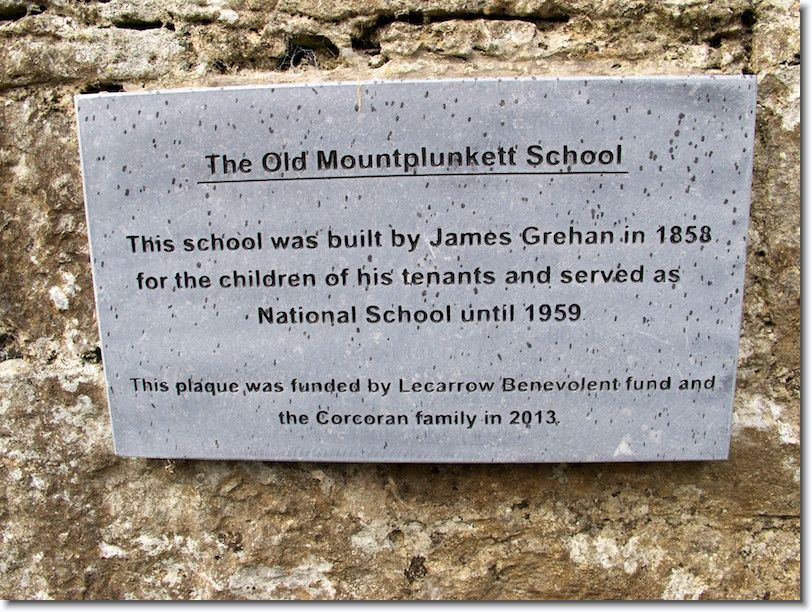 The Old Mountplunkett School
This school was built by James Grehan in 1858
for the children of his tenants and served as
National School until 1959
This plaque was funded by Lecarrow Benevolent fund and
the Corcoran family in 2013.